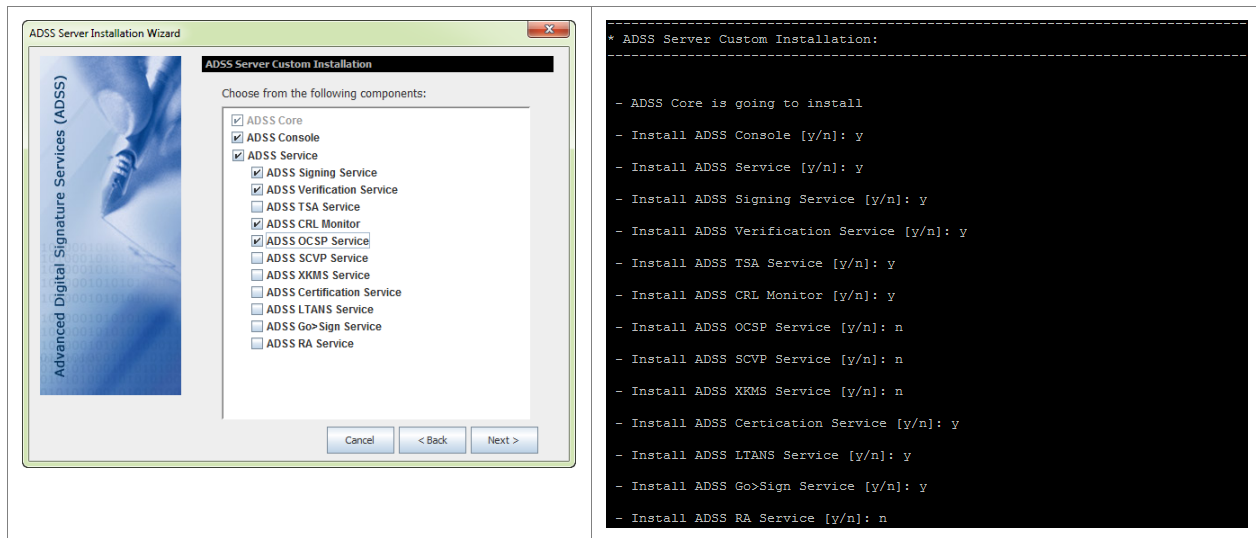 ADSS Server Installation Wizard
Advanced Digital Signature Services (ADSS)
ADSS Server Custom Installation
Choose from the following components:
ADSS Core
ADSS Console
ADSS Service
ADSS Signing Service
ADSS Verification Service
ADSS TSA Service
ADSS CRL Monitor
ADSS OCSP Service
ADSS SCVP Service
ADSS XKMS Service
ADSS Certification Service
ADSS LTANS Service
ADSS Go>Sign Service
ADSS RA Service
Cancel
< Back
Next >
* ADSS Server Custom Installation:
- ADSS Core is going to install
- Install ADSS Console [y/n]: y
- Install ADSS Service [y/n]: y
- Install ADSS Signing Service [y/n]: y
- Install ADSS Verification Service [y/n]: y
- Install ADSS TSA Service [y/n]: y
- Install ADSS CRL Monitor [y/n]: y
- Install ADSS OCSP Service [y/n]: n
- Install ADSS SCVP Service [y/n]: n
- Install ADSS XKMS Service [y/n]: n
- Install ADSS Certication Service [y/n]: y
- Install ADSS LTANS Service [y/n]: y
- Install ADSS Go>Sign Service [y/n]: y
- Install ADSS RA Service [y/n]: n